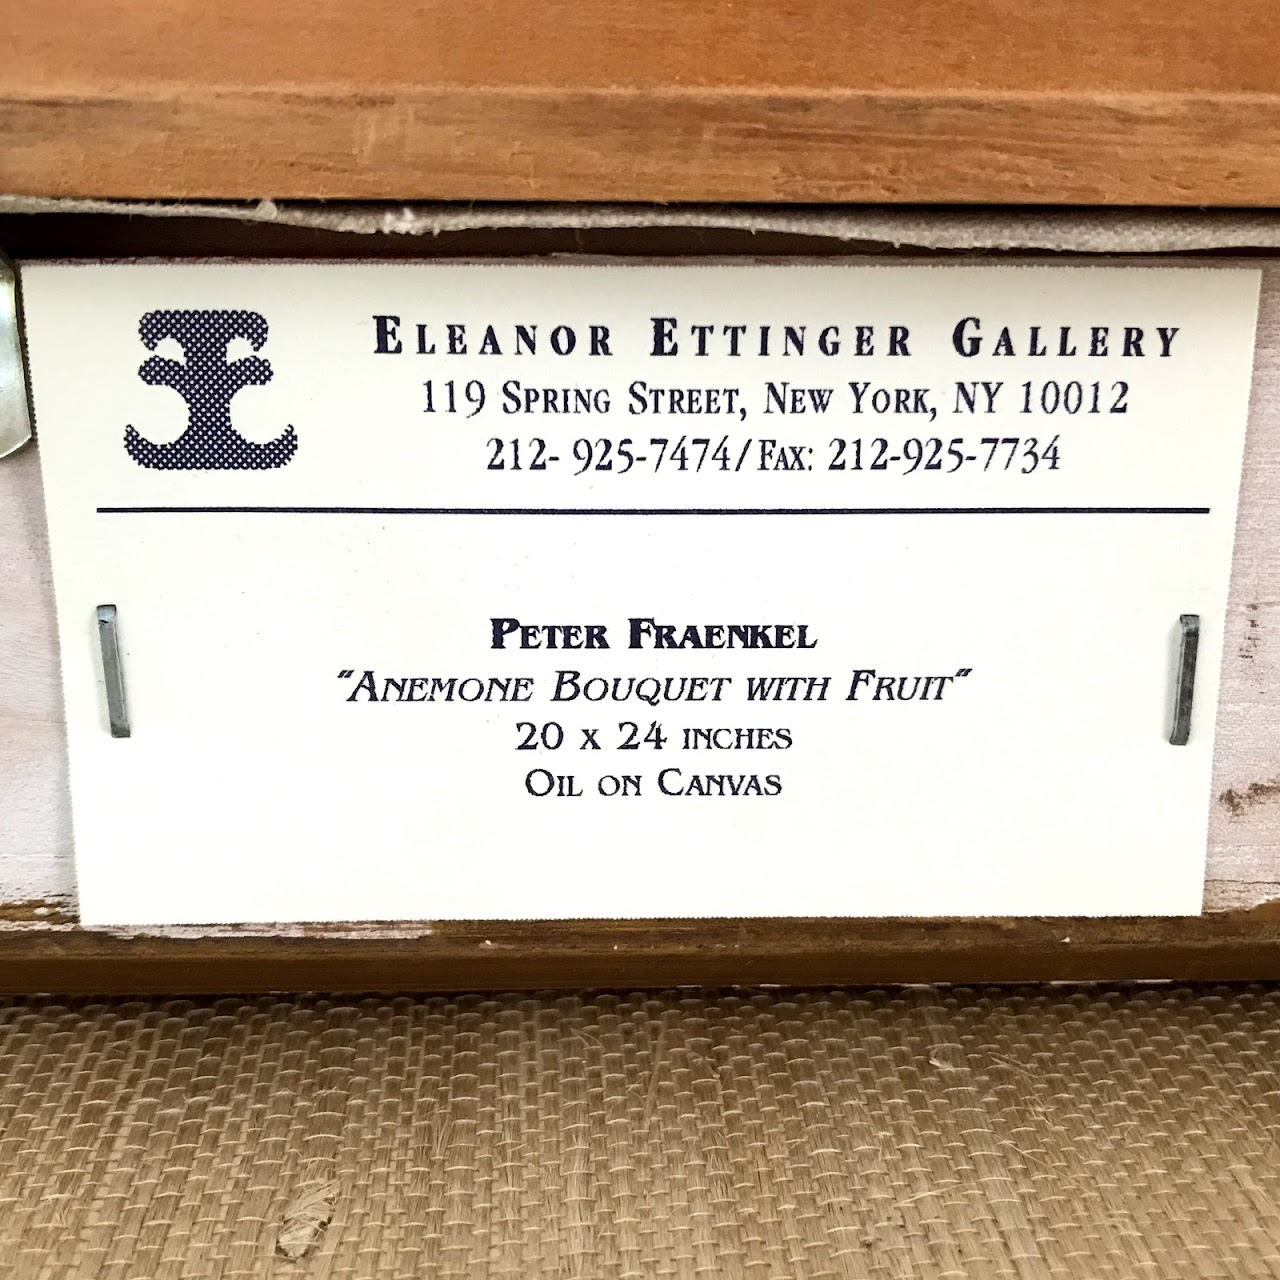 ELEANOR ETTINGER GALLERY
119 SPRING STREET, NEW YORK, NY 10012
212- 925-7474/FAX: 212-925-7734
PETER FRAENKEL
"ANEMONE BOUQUET WITH FRUIT"
20 X 24 INCHES
OIL ON CANVAS